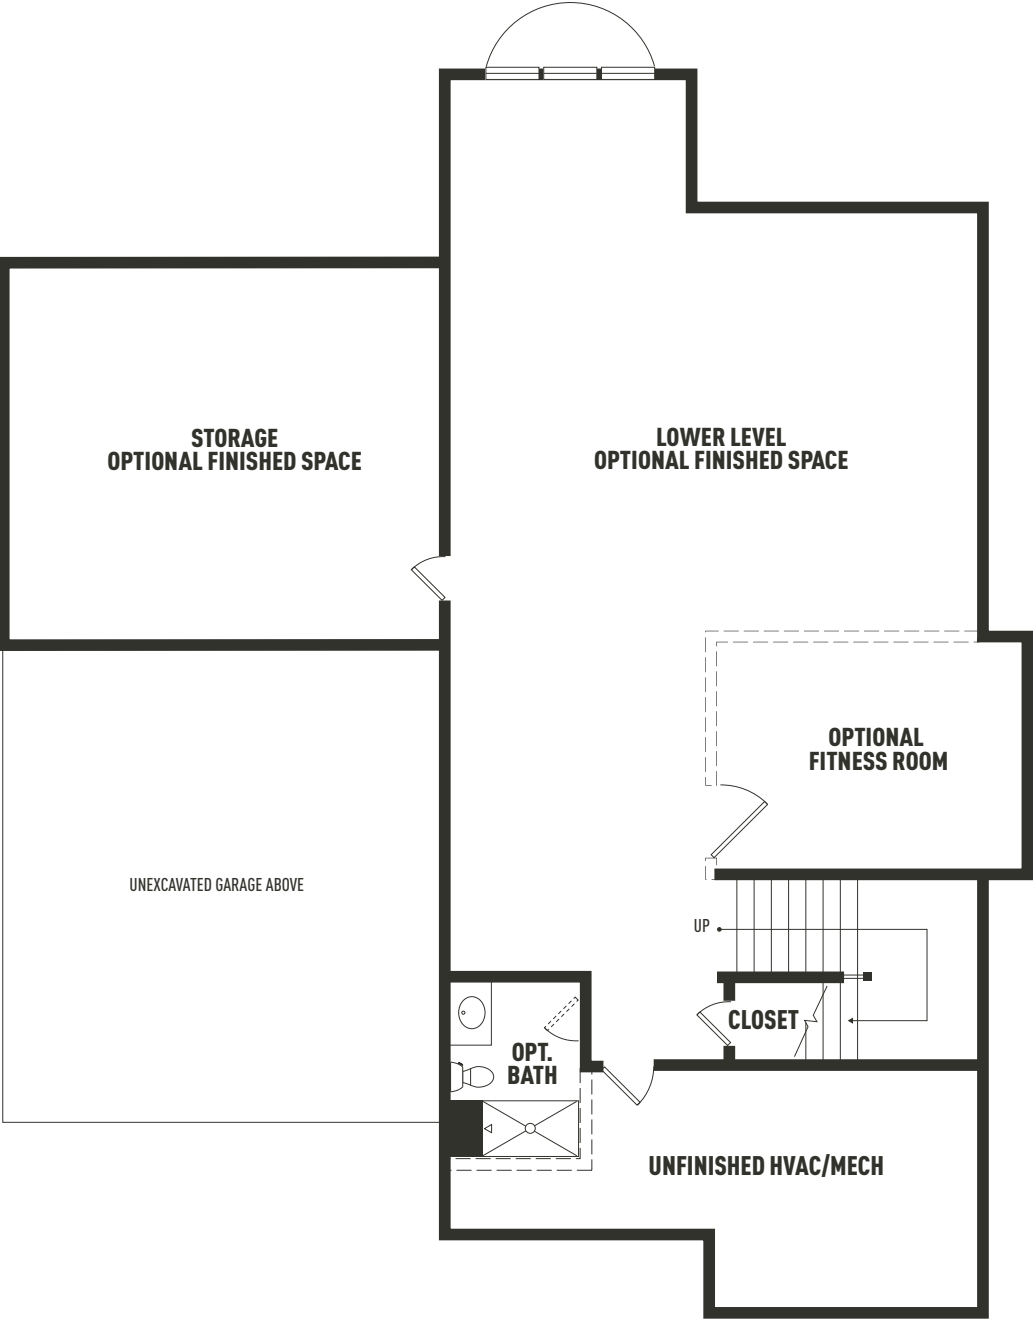 STORAGE
OPTIONAL FINISHED SPACE
LOWER LEVEL
OPTIONAL FINISHED SPACE
OPTIONAL
FITNESS ROOM
UNEXCAVATED GARAGE ABOVE
UP
CLOSET
OPT.
BATH
UNFINISHED HVAC/MECH